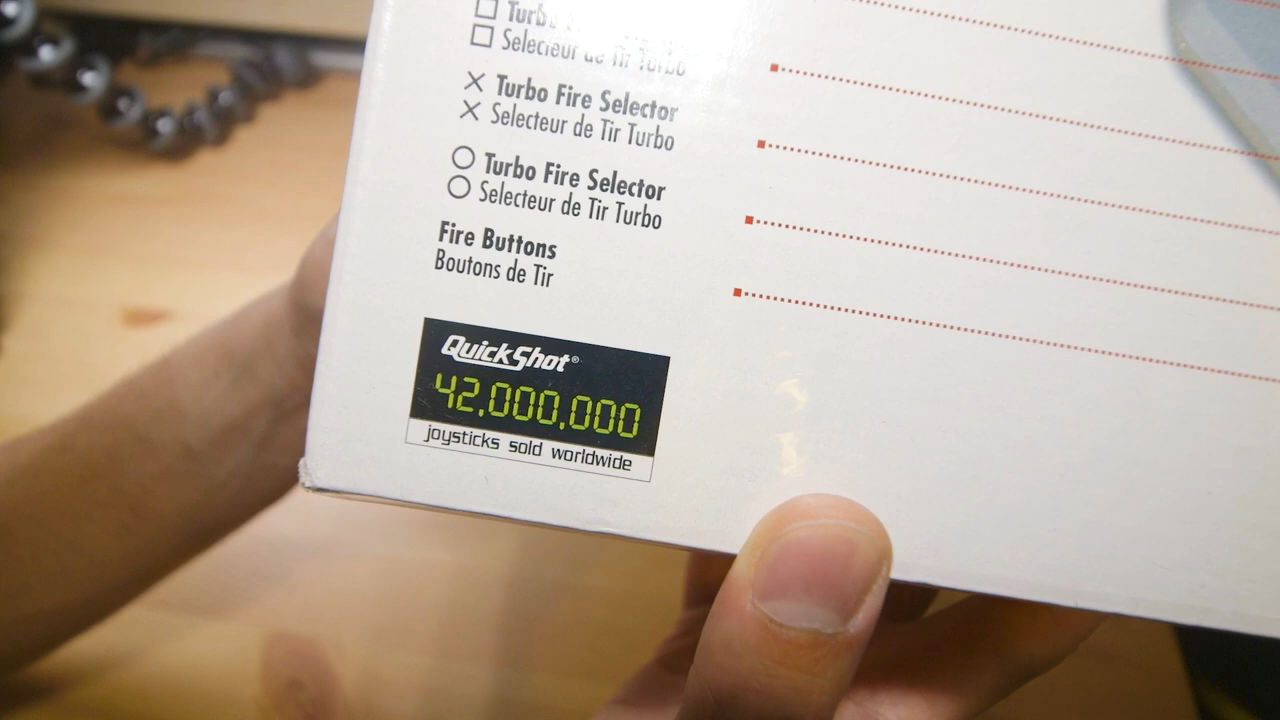 □ Turbo
□ Selecteur de Tir Turbo
× Turbo Fire Selector
× Selecteur de Tir Turbo
○ Turbo Fire Selector
○ Selecteur de Tir Turbo
Fire Buttons
Boutons de Tir
QuickShot®
42,000,000
joysticks sold worldwide